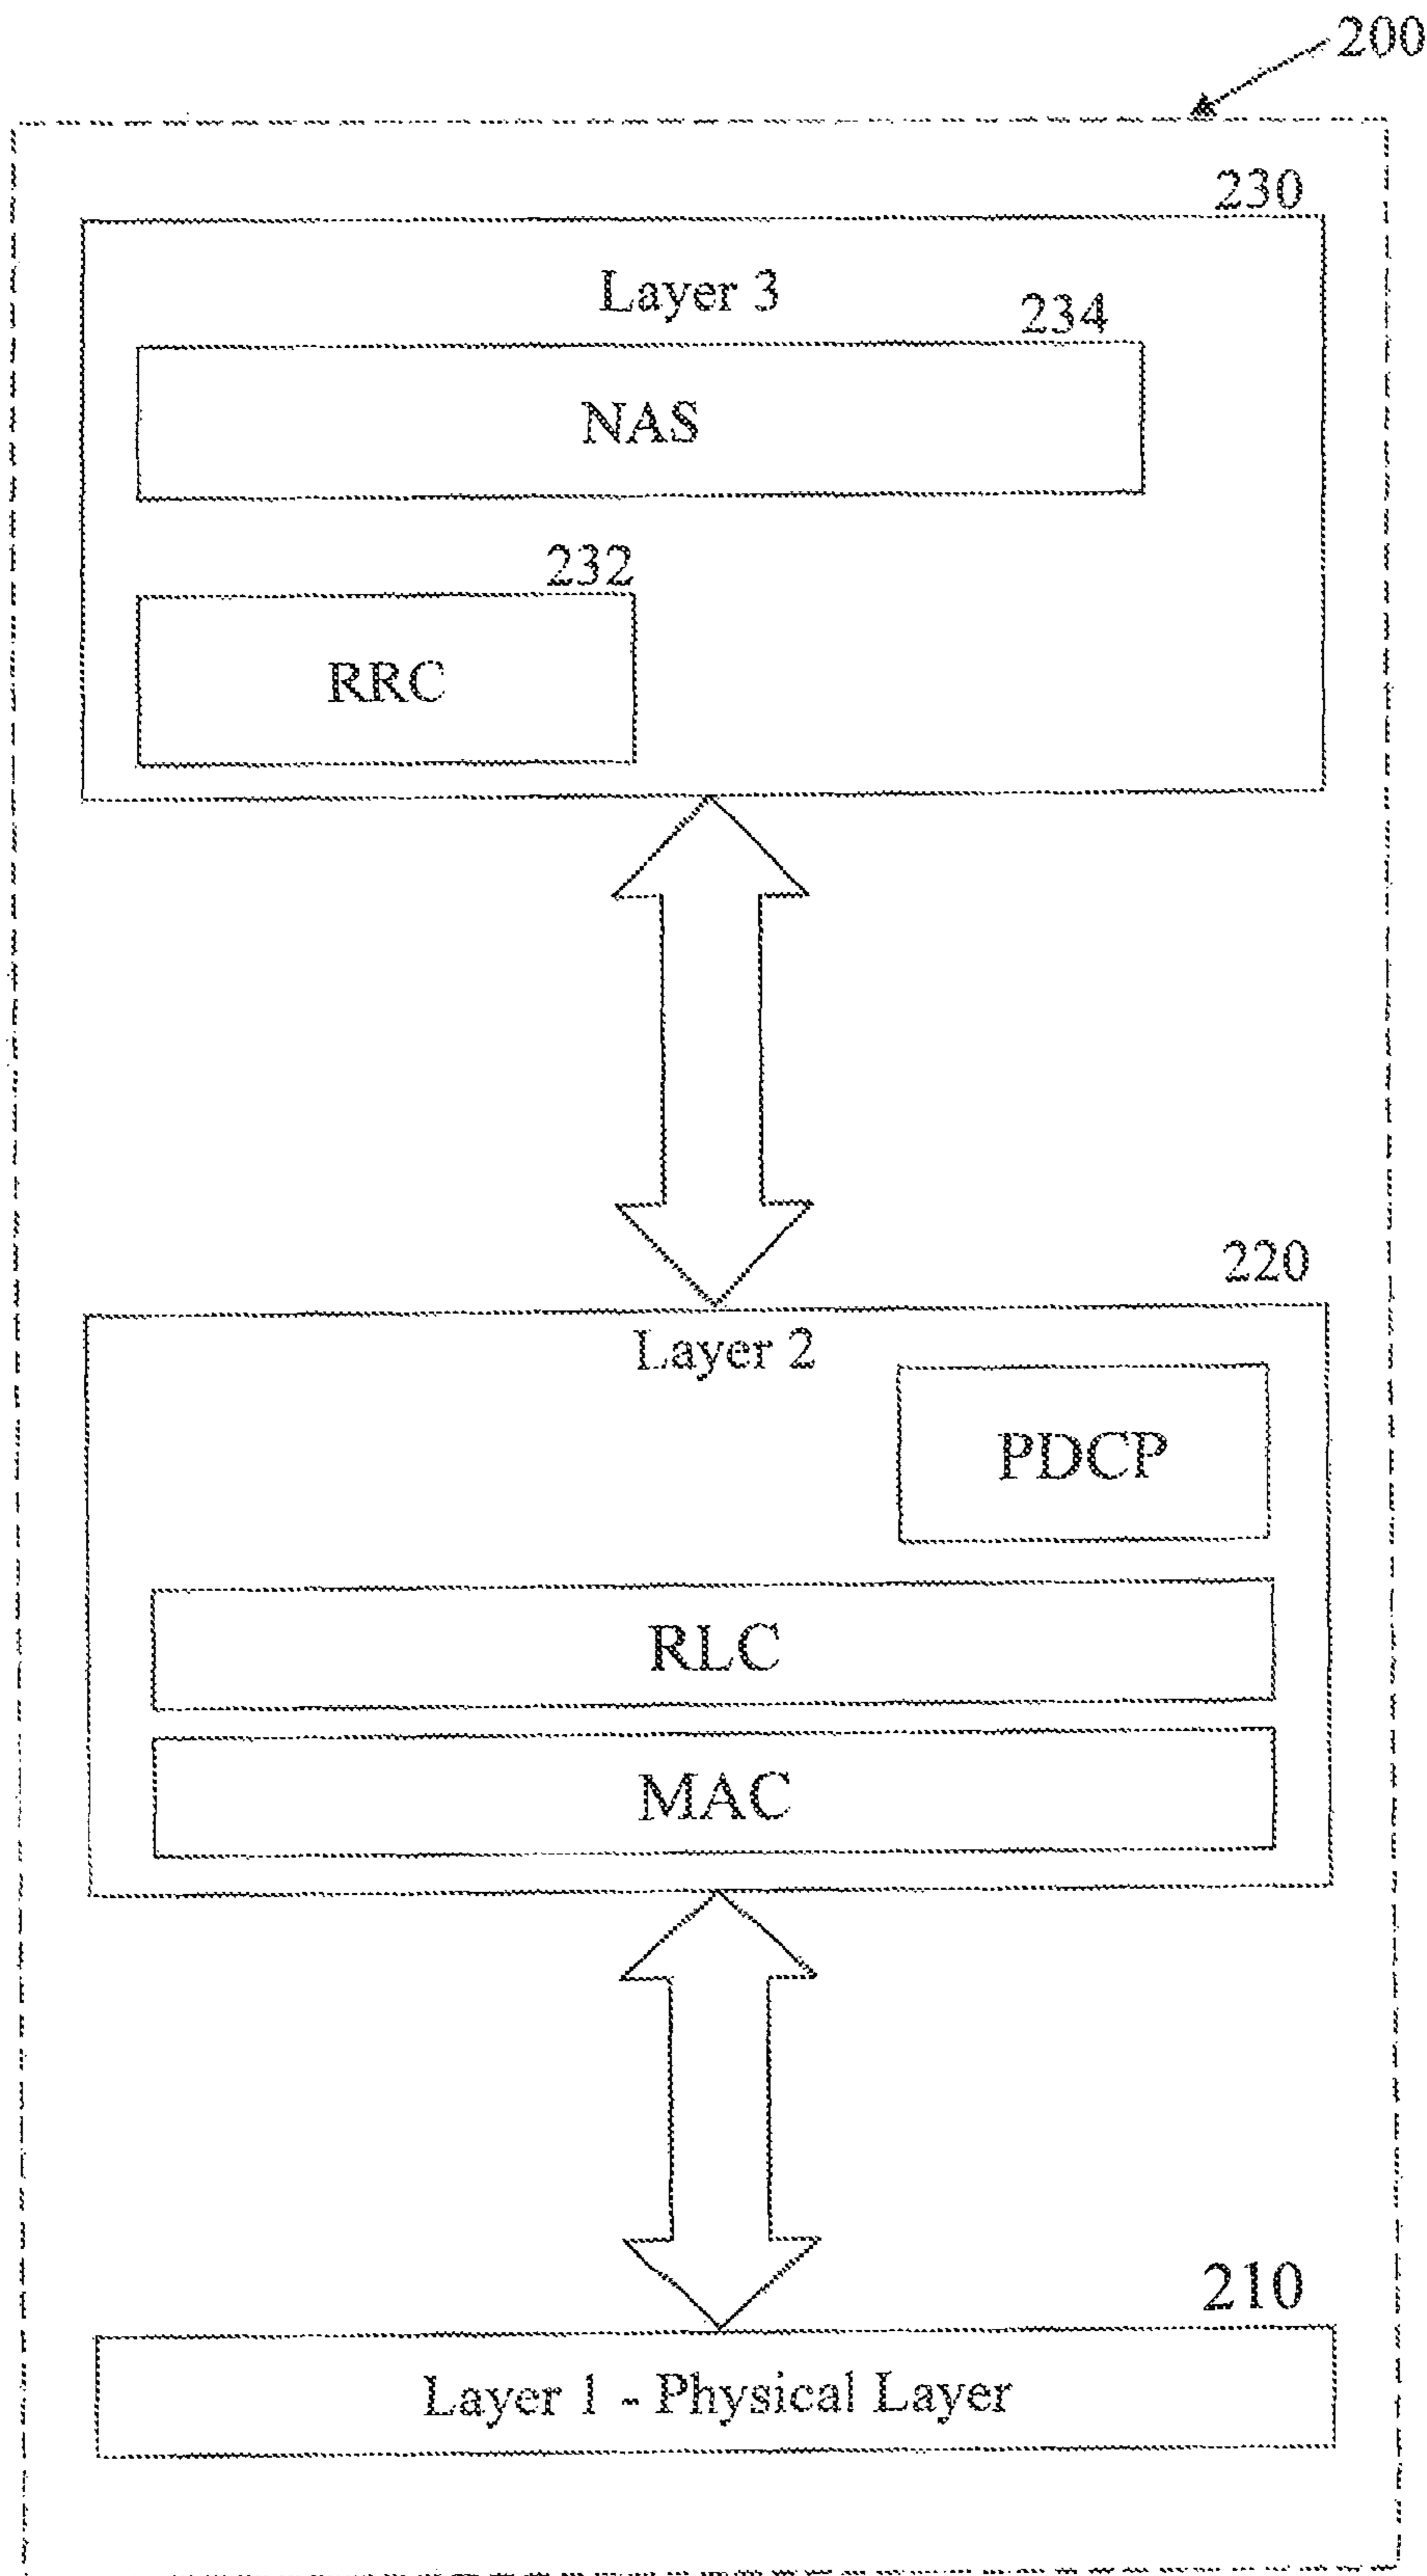 200
230
Layer 3
234
NAS
232
RRC
220
Layer 2
PDCP
RLC
MAC
210
Layer 1 - Physical Layer